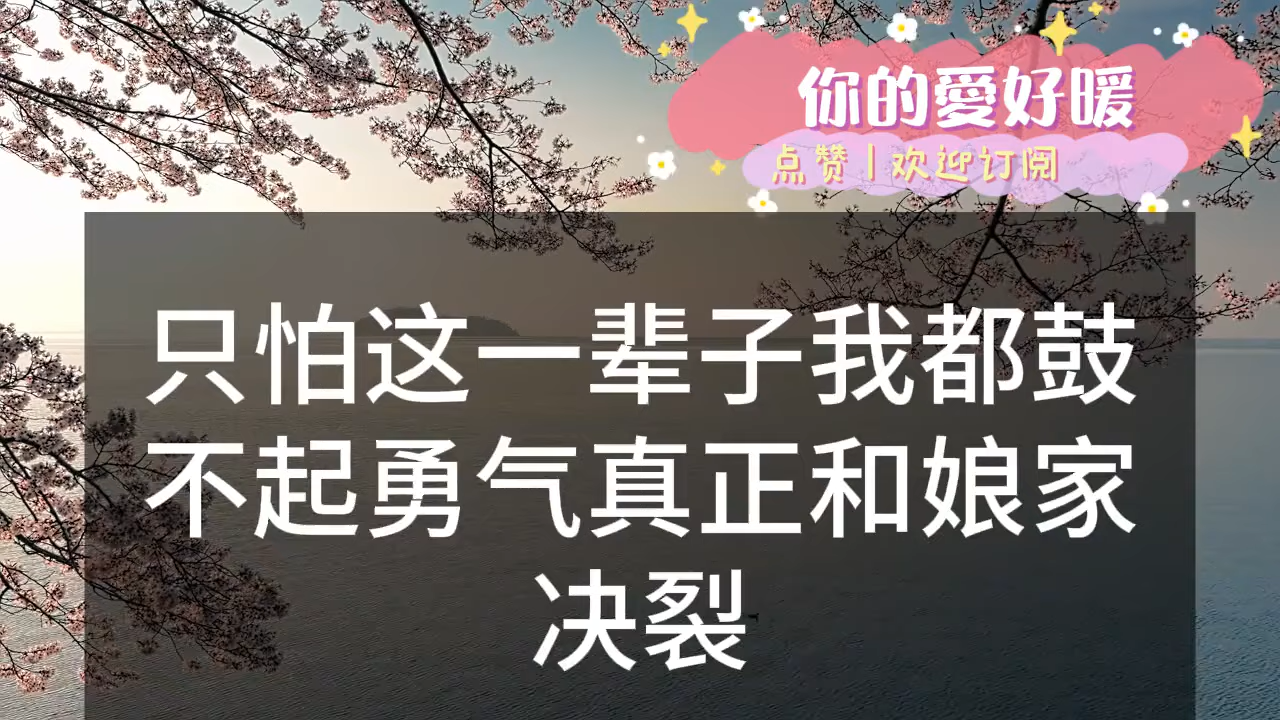 你的愛好暖
点赞 | 欢迎订阅
只怕这一辈子我都鼓
不起勇气真正和娘家
决裂